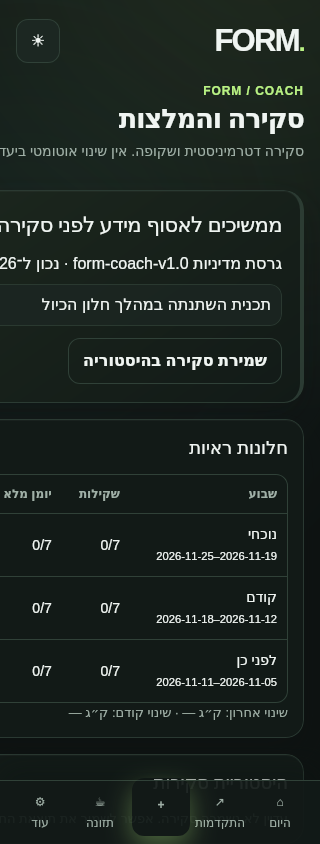 FORM.
FORM / COACH
סקירה והמלצות
סקירה דטרמיניסטית ושקופה. אין שינוי אוטומטי
ממשיכים לאסוף מידע לפני סקירה
גרסת מדיניות form-coach-v1.0 · נכון ל־26
תכנית השתנתה במהלך חלון הכיול
שמירת סקירה בהיסטוריה
חלונות ראיות
שבוע שקילות יומן מלא
נוכחי
2026-11-25–2026-11-19 0/7 0/7
קודם
2026-11-18–2026-11-12 0/7 0/7
לפני כן
2026-11-11–2026-11-05 0/7 0/7
שינוי אחרון: ק״ג — · שינוי קודם: ק״ג —
היסטוריית סקירות
היום התקדמות + תזונה עוד